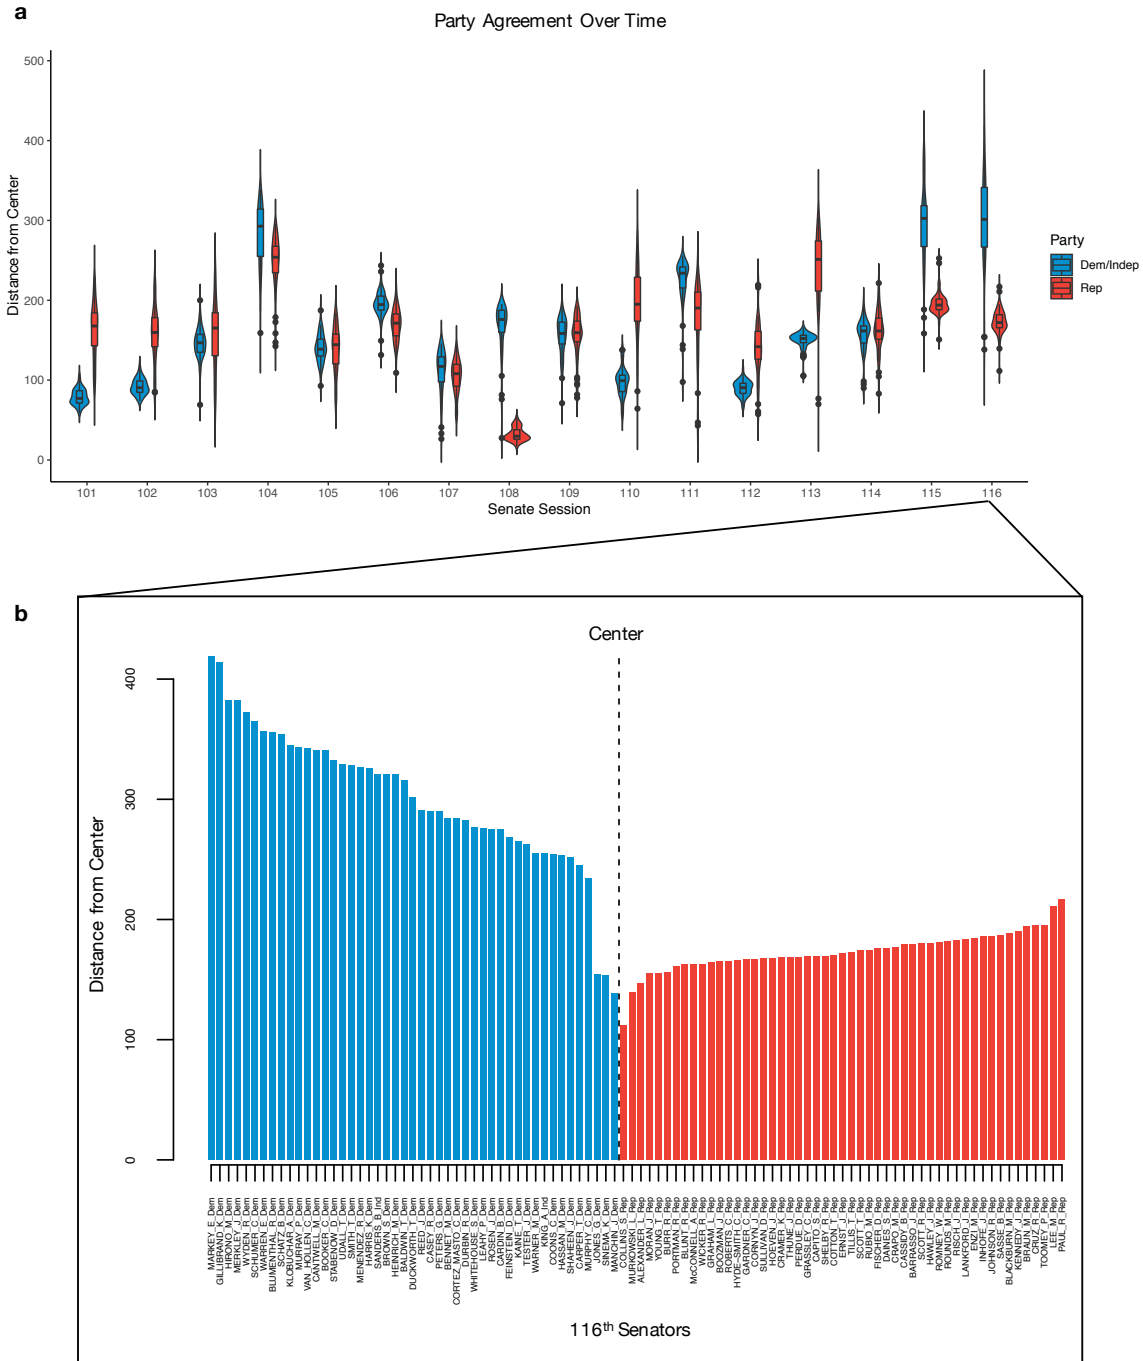 a
Party Agreement Over Time
500
400
300
200
100
0
Distance from Center
101 102 103 104 105 106 107 108 109 110 111 112 113 114 115 116
Senate Session
Party
Dem/Indep
Rep
b
Center
400
300
200
100
0
Distance from Center
MARKEY_E_Dem
GILLIBRAND_K_Dem
HIRONO_M_Dem
MERKLEY_J_Dem
WYDEN_R_Dem
SCHUMER_C_Dem
WARREN_E_Dem
BLUMENTHAL_R_Dem
SCHATZ_B_Dem
KLOBUCHAR_A_Dem
MURRAY_P_Dem
VAN_HOLLEN_C_Dem
CANTWELL_M_Dem
BOOKER_C_Dem
STABENOW_D_Dem
UDALL_T_Dem
SMITH_T_Dem
MENENDEZ_R_Dem
HARRIS_K_Dem
SANDERS_B_Ind
BROWN_S_Dem
HEINRICH_M_Dem
BALDWIN_T_Dem
DUCKWORTH_T_Dem
REED_J_Dem
CASEY_R_Dem
PETERS_G_Dem
BENNET_M_Dem
CORTEZ_MASTO_C_Dem
DURBIN_R_Dem
WHITEHOUSE_S_Dem
LEAHY_P_Dem
ROSEN_J_Dem
CARDIN_B_Dem
FEINSTEIN_D_Dem
KAINE_T_Dem
TESTER_J_Dem
WARNER_M_Dem
KING_A_Ind
COONS_C_Dem
HASSAN_M_Dem
SHAHEEN_J_Dem
CARPER_T_Dem
MURPHY_C_Dem
JONES_G_Dem
SINEMA_K_Dem
MANCHIN_J_Dem
COLLINS_S_Rep
MURKOWSKI_L_Rep
ALEXANDER_L_Rep
MORAN_J_Rep
YOUNG_T_Rep
BURR_R_Rep
PORTMAN_R_Rep
BLUNT_R_Rep
McCONNELL_A_Rep
WICKER_R_Rep
GRAHAM_L_Rep
BOOZMAN_J_Rep
ROBERTS_C_Rep
HYDE−SMITH_C_Rep
GARDNER_C_Rep
CORNYN_J_Rep
SULLIVAN_D_Rep
HOEVEN_J_Rep
CRAMER_K_Rep
THUNE_J_Rep
PERDUE_D_Rep
GRASSLEY_C_Rep
CAPITO_S_Rep
SHELBY_R_Rep
COTTON_T_Rep
ERNST_J_Rep
TILLIS_T_Rep
SCOTT_T_Rep
RUBIO_M_Rep
FISCHER_D_Rep
DAINES_S_Rep
CRAPO_M_Rep
CASSIDY_B_Rep
BARRASSO_J_Rep
SCOTT_R_Rep
HAWLEY_J_Rep
ROMNEY_W_Rep
ROUNDS_M_Rep
RISCH_J_Rep
LANKFORD_J_Rep
ENZI_M_Rep
INHOFE_J_Rep
JOHNSON_R_Rep
SASSE_B_Rep
BLACKBURN_M_Rep
KENNEDY_J_Rep
BRAUN_M_Rep
CRUZ_R_Rep
TOOMEY_P_Rep
LEE_M_Rep
PAUL_R_Rep
116th Senators